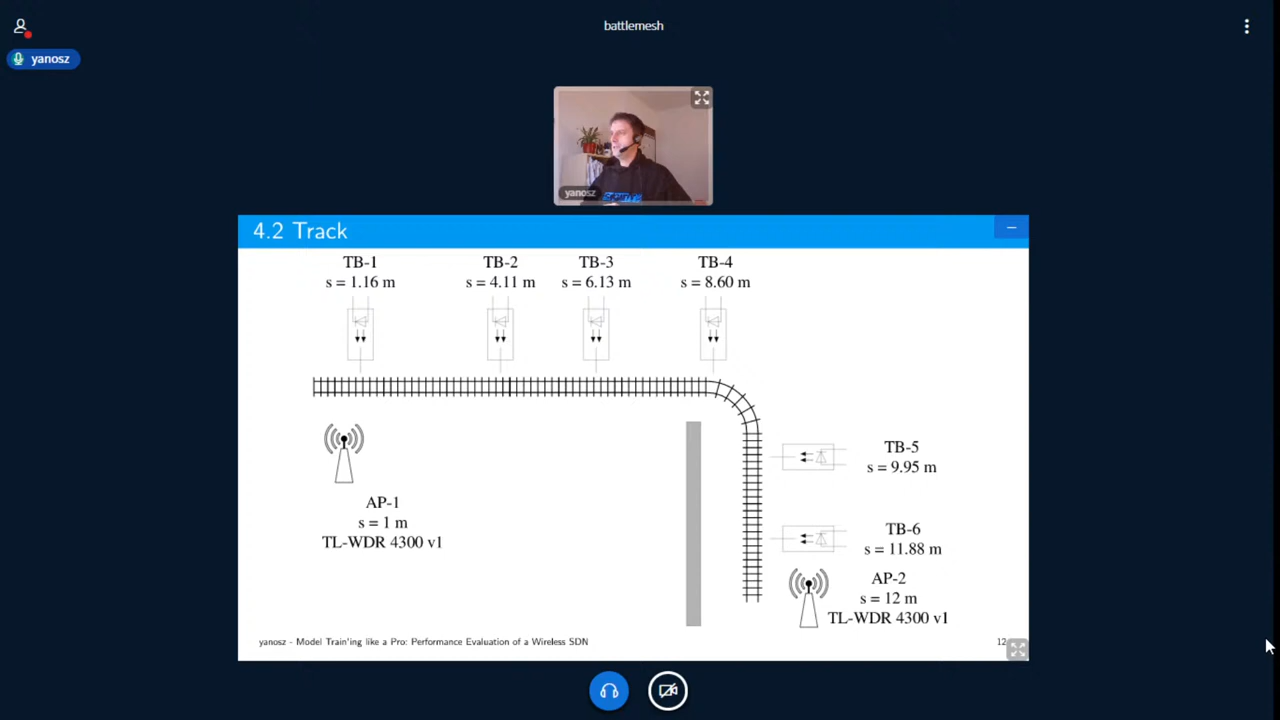 battlemesh
yanosz
yanosz
4.2 Track
TB-1
s = 1.16 m
TB-2
s = 4.11 m
TB-3
s = 6.13 m
TB-4
s = 8.60 m
TB-5
s = 9.95 m
TB-6
s = 11.88 m
AP-1
s = 1 m
TL-WDR 4300 v1
AP-2
s = 12 m
TL-WDR 4300 v1
yanosz - Model Train'ing like a Pro: Performance Evaluation of a Wireless SDN
12